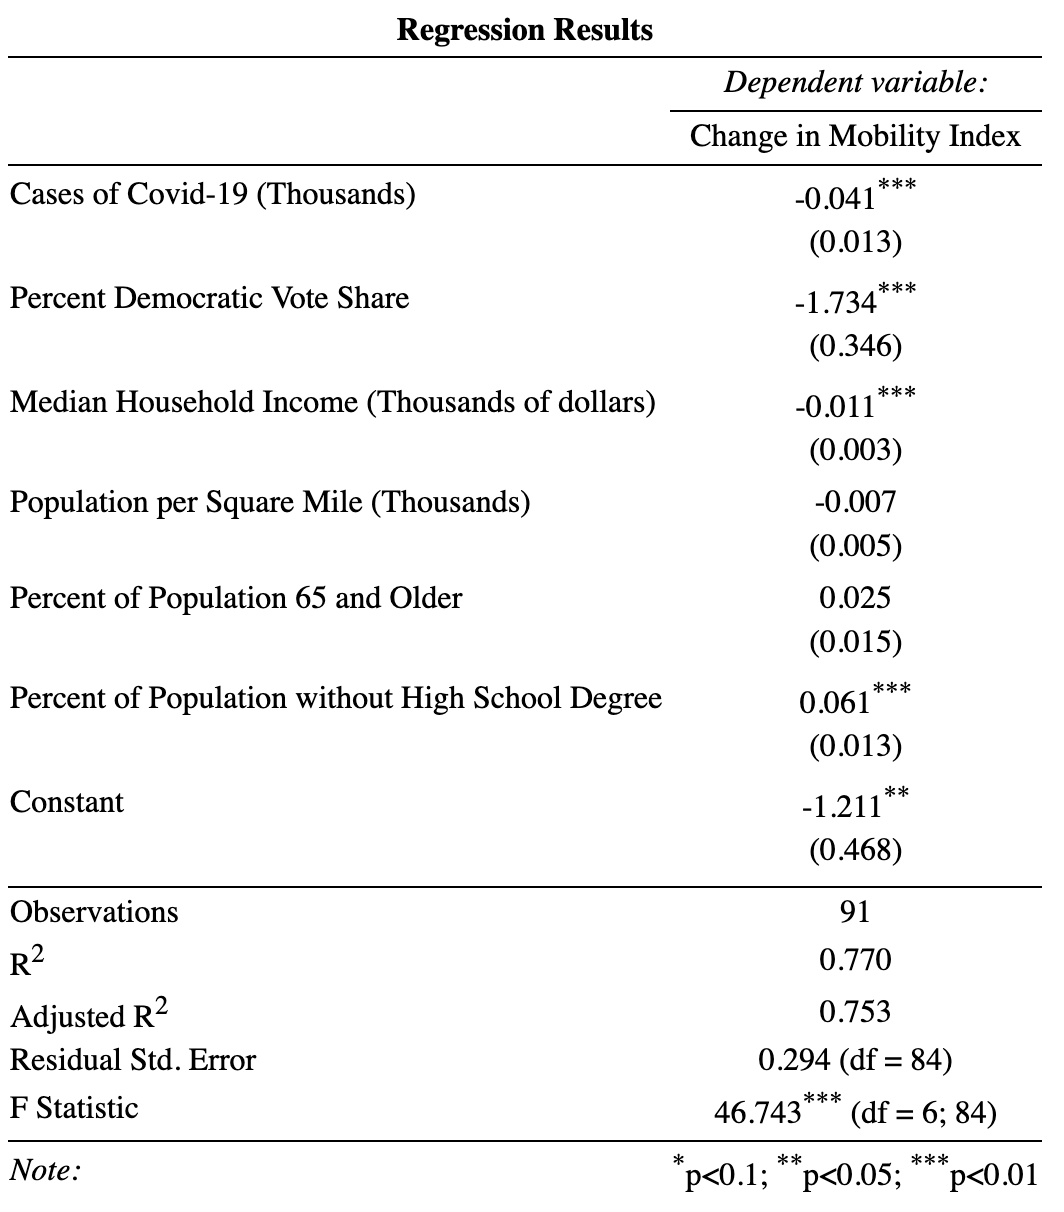 Regression Results
Dependent variable:
Change in Mobility Index
Cases of Covid-19 (Thousands) -0.041***
(0.013)
Percent Democratic Vote Share -1.734***
(0.346)
Median Household Income (Thousands of dollars) -0.011***
(0.003)
Population per Square Mile (Thousands) -0.007
(0.005)
Percent of Population 65 and Older 0.025
(0.015)
Percent of Population without High School Degree 0.061***
(0.013)
Constant -1.211**
(0.468)
Observations 91
R2 0.770
Adjusted R2 0.753
Residual Std. Error 0.294 (df = 84)
F Statistic 46.743*** (df = 6; 84)
Note: *p<0.1; **p<0.05; ***p<0.01